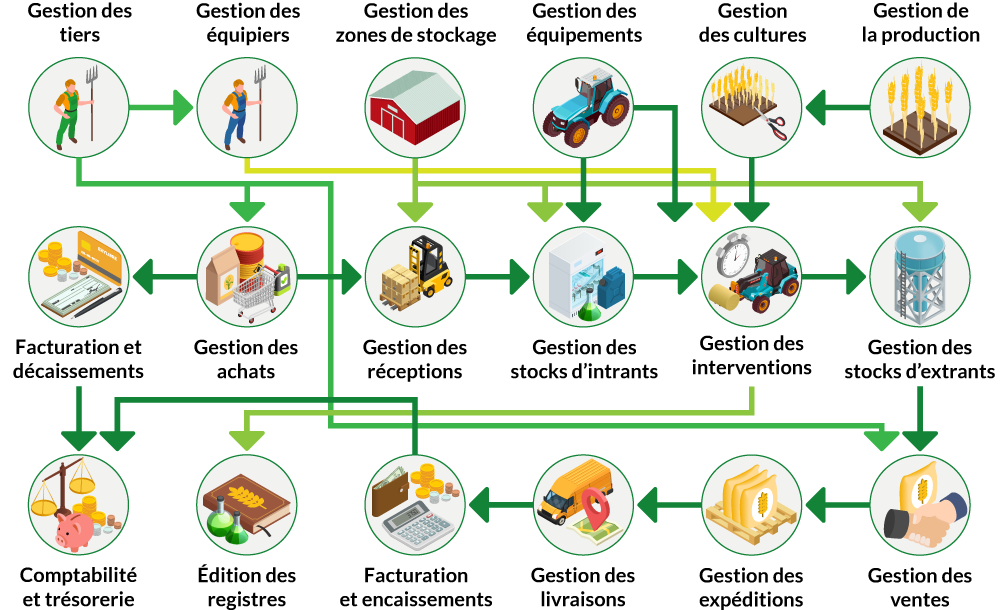 Gestion des
tiers
Gestion des
équipiers
Gestion des
zones de stockage
Gestion des
équipements
Gestion
des cultures
Gestion de
la production
Facturation et
décaissements
Gestion des
achats
Gestion des
réceptions
Gestion des
stocks d'intrants
Gestion des
interventions
Gestion des
stocks d'extrants
Comptabilité
et trésorerie
Édition des
registres
Facturation
et encaissements
Gestion des
livraisons
Gestion des
expéditions
Gestion des
ventes